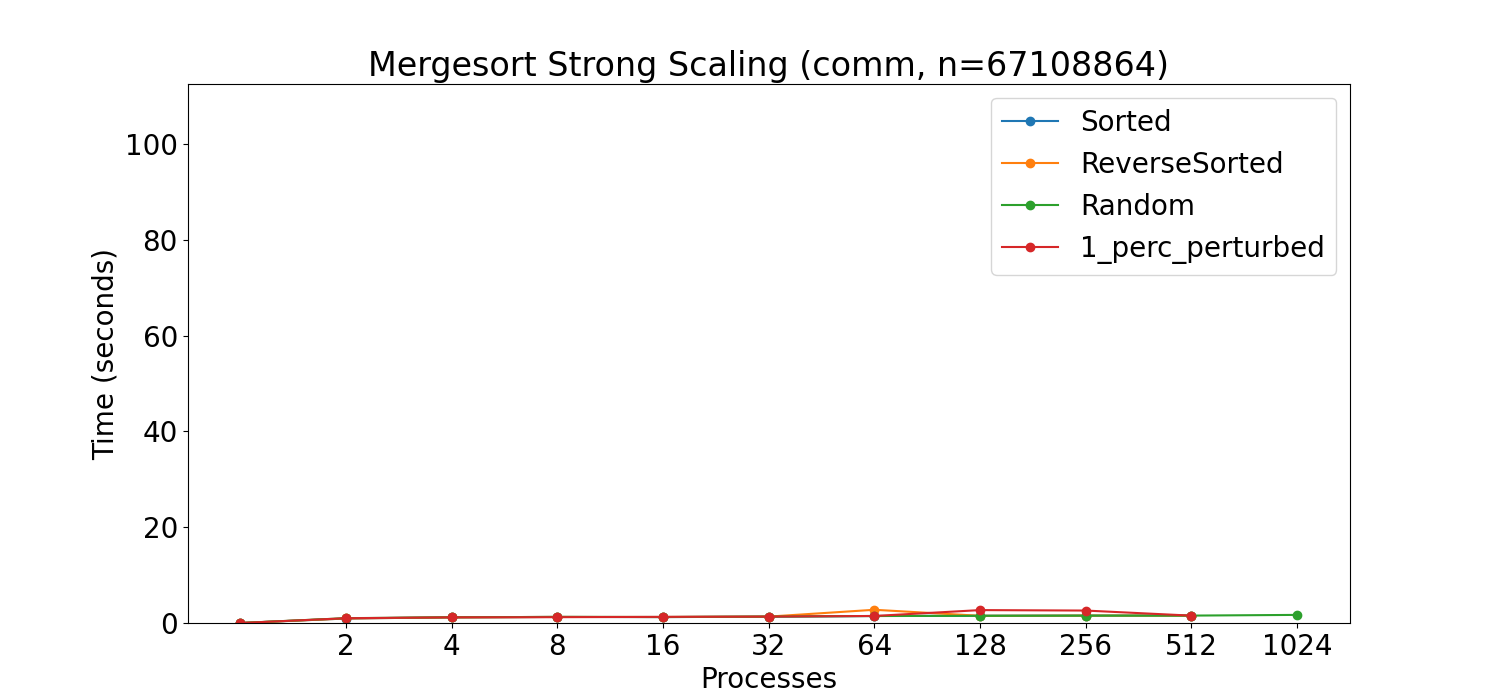 Mergesort Strong Scaling (comm, n=67108864)
Sorted
ReverseSorted
Random
1_perc_perturbed
Time (seconds)
100
80
60
40
20
0
2 4 8 16 32 64 128 256 512 1024
Processes